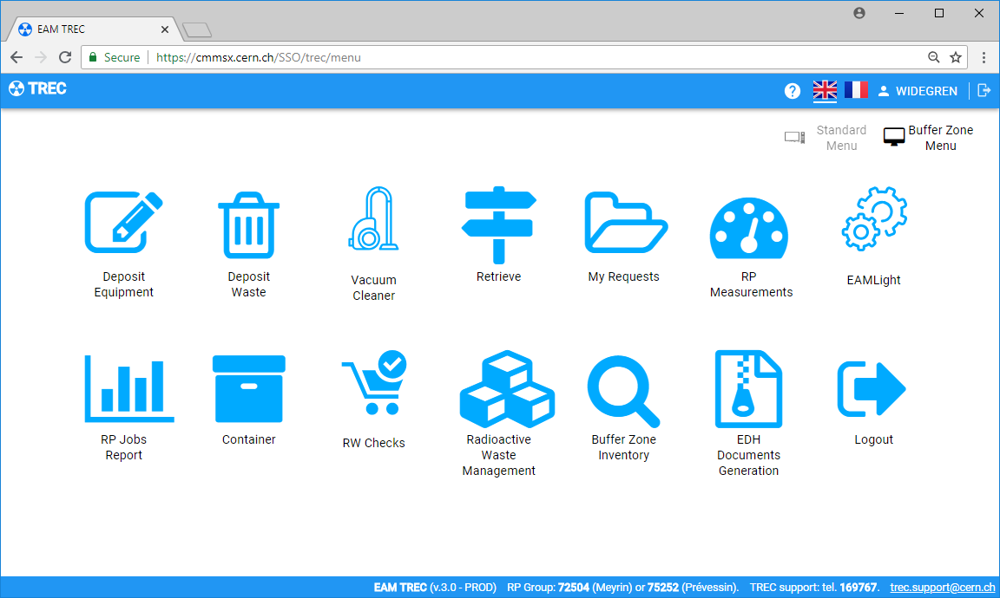 EAM TREC
Secure https://cmmsx.cern.ch/SSO/trec/menu
TREC
? WIDEGREN
Standard
Menu
Buffer Zone
Menu
Deposit
Equipment
Deposit
Waste
Vacuum
Cleaner
Retrieve
My Requests
RP
Measurements
EAMLight
RP Jobs
Report
Container
RW Checks
Radioactive
Waste
Management
Buffer Zone
Inventory
EDH
Documents
Generation
Logout
EAM TREC (v.3.0 - PROD) RP Group: 72504 (Meyrin) or 75252 (Prévessin). TREC support: tel. 169767. trec.support@cern.ch